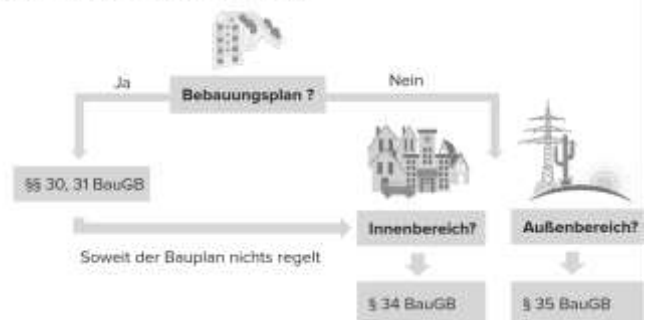 Ja
Nein
Bebauungsplan ?
§§ 30, 31 BauGB
Innenbereich?
Außenbereich?
Soweit der Bauplan nichts regelt
§ 34 BauGB
§ 35 BauGB